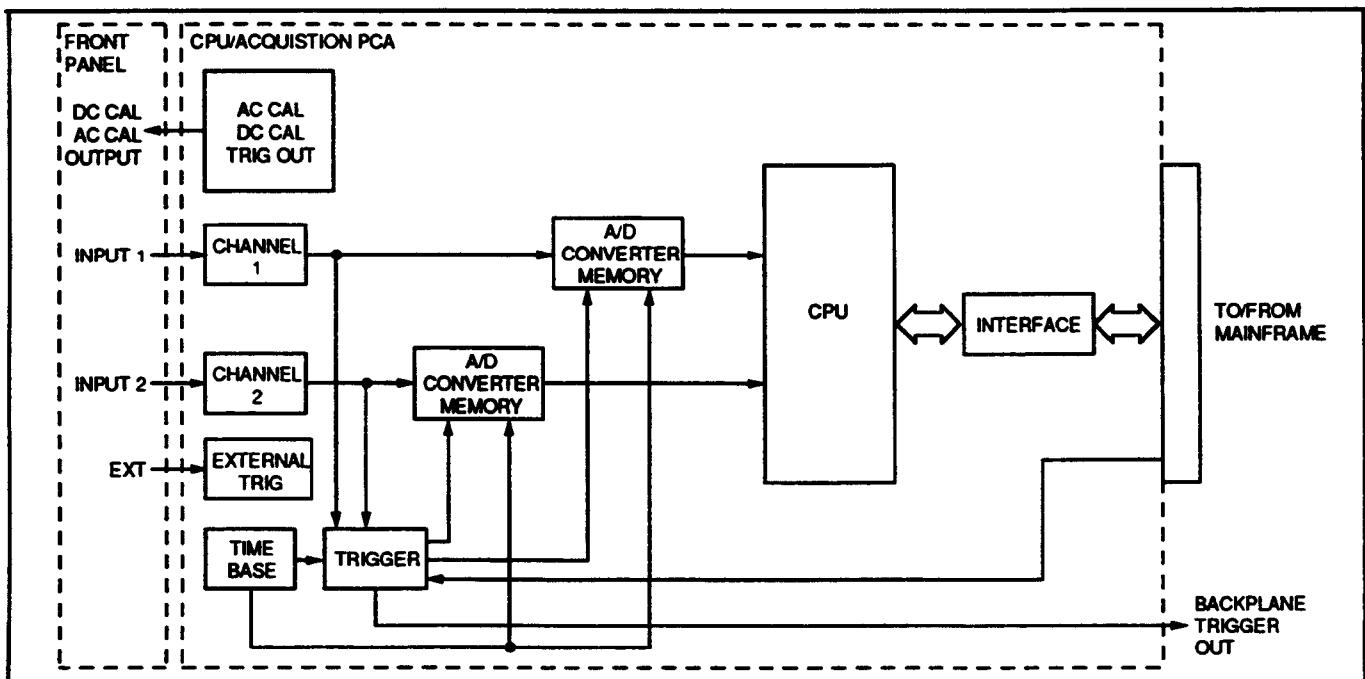 FRONT
PANEL
CPU/ACQUISTION PCA
DC CAL
AC CAL
OUTPUT
AC CAL
DC CAL
TRIG OUT
INPUT 1
CHANNEL
1
A/D
CONVERTER
MEMORY
CPU
INTERFACE
TO/FROM
MAINFRAME
INPUT 2
CHANNEL
2
A/D
CONVERTER
MEMORY
EXT
EXTERNAL
TRIG
TIME
BASE
TRIGGER
BACKPLANE
TRIGGER
OUT